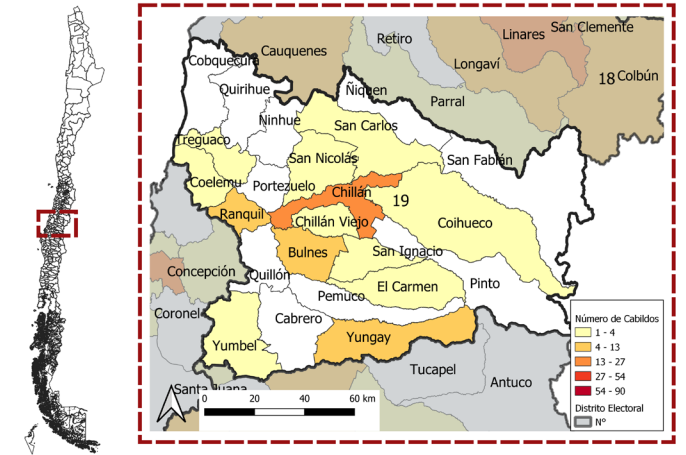 Cauquenes
Retiro
Linares
San Clemente
Cobquecura
Longaví
18
Colbún
Quirihue
Ñiquen
Parral
Ninhue
San Carlos
Treguaco
San Nicolás
San Fabián
Coelemu
Portezuelo
Chillán
19
Ranquil
Chillán Viejo
Coihueco
Bulnes
San Ignacio
Concepción
Quillón
El Carmen
Pinto
Pemuco
Coronel
Cabrero
Yumbel
Yungay
Tucapel
Antuco
Santa Juana
0 20 40 60 km
Número de Cabildos
1 - 4
4 - 13
13 - 27
27 - 54
54 - 90
Distrito Electoral
N°